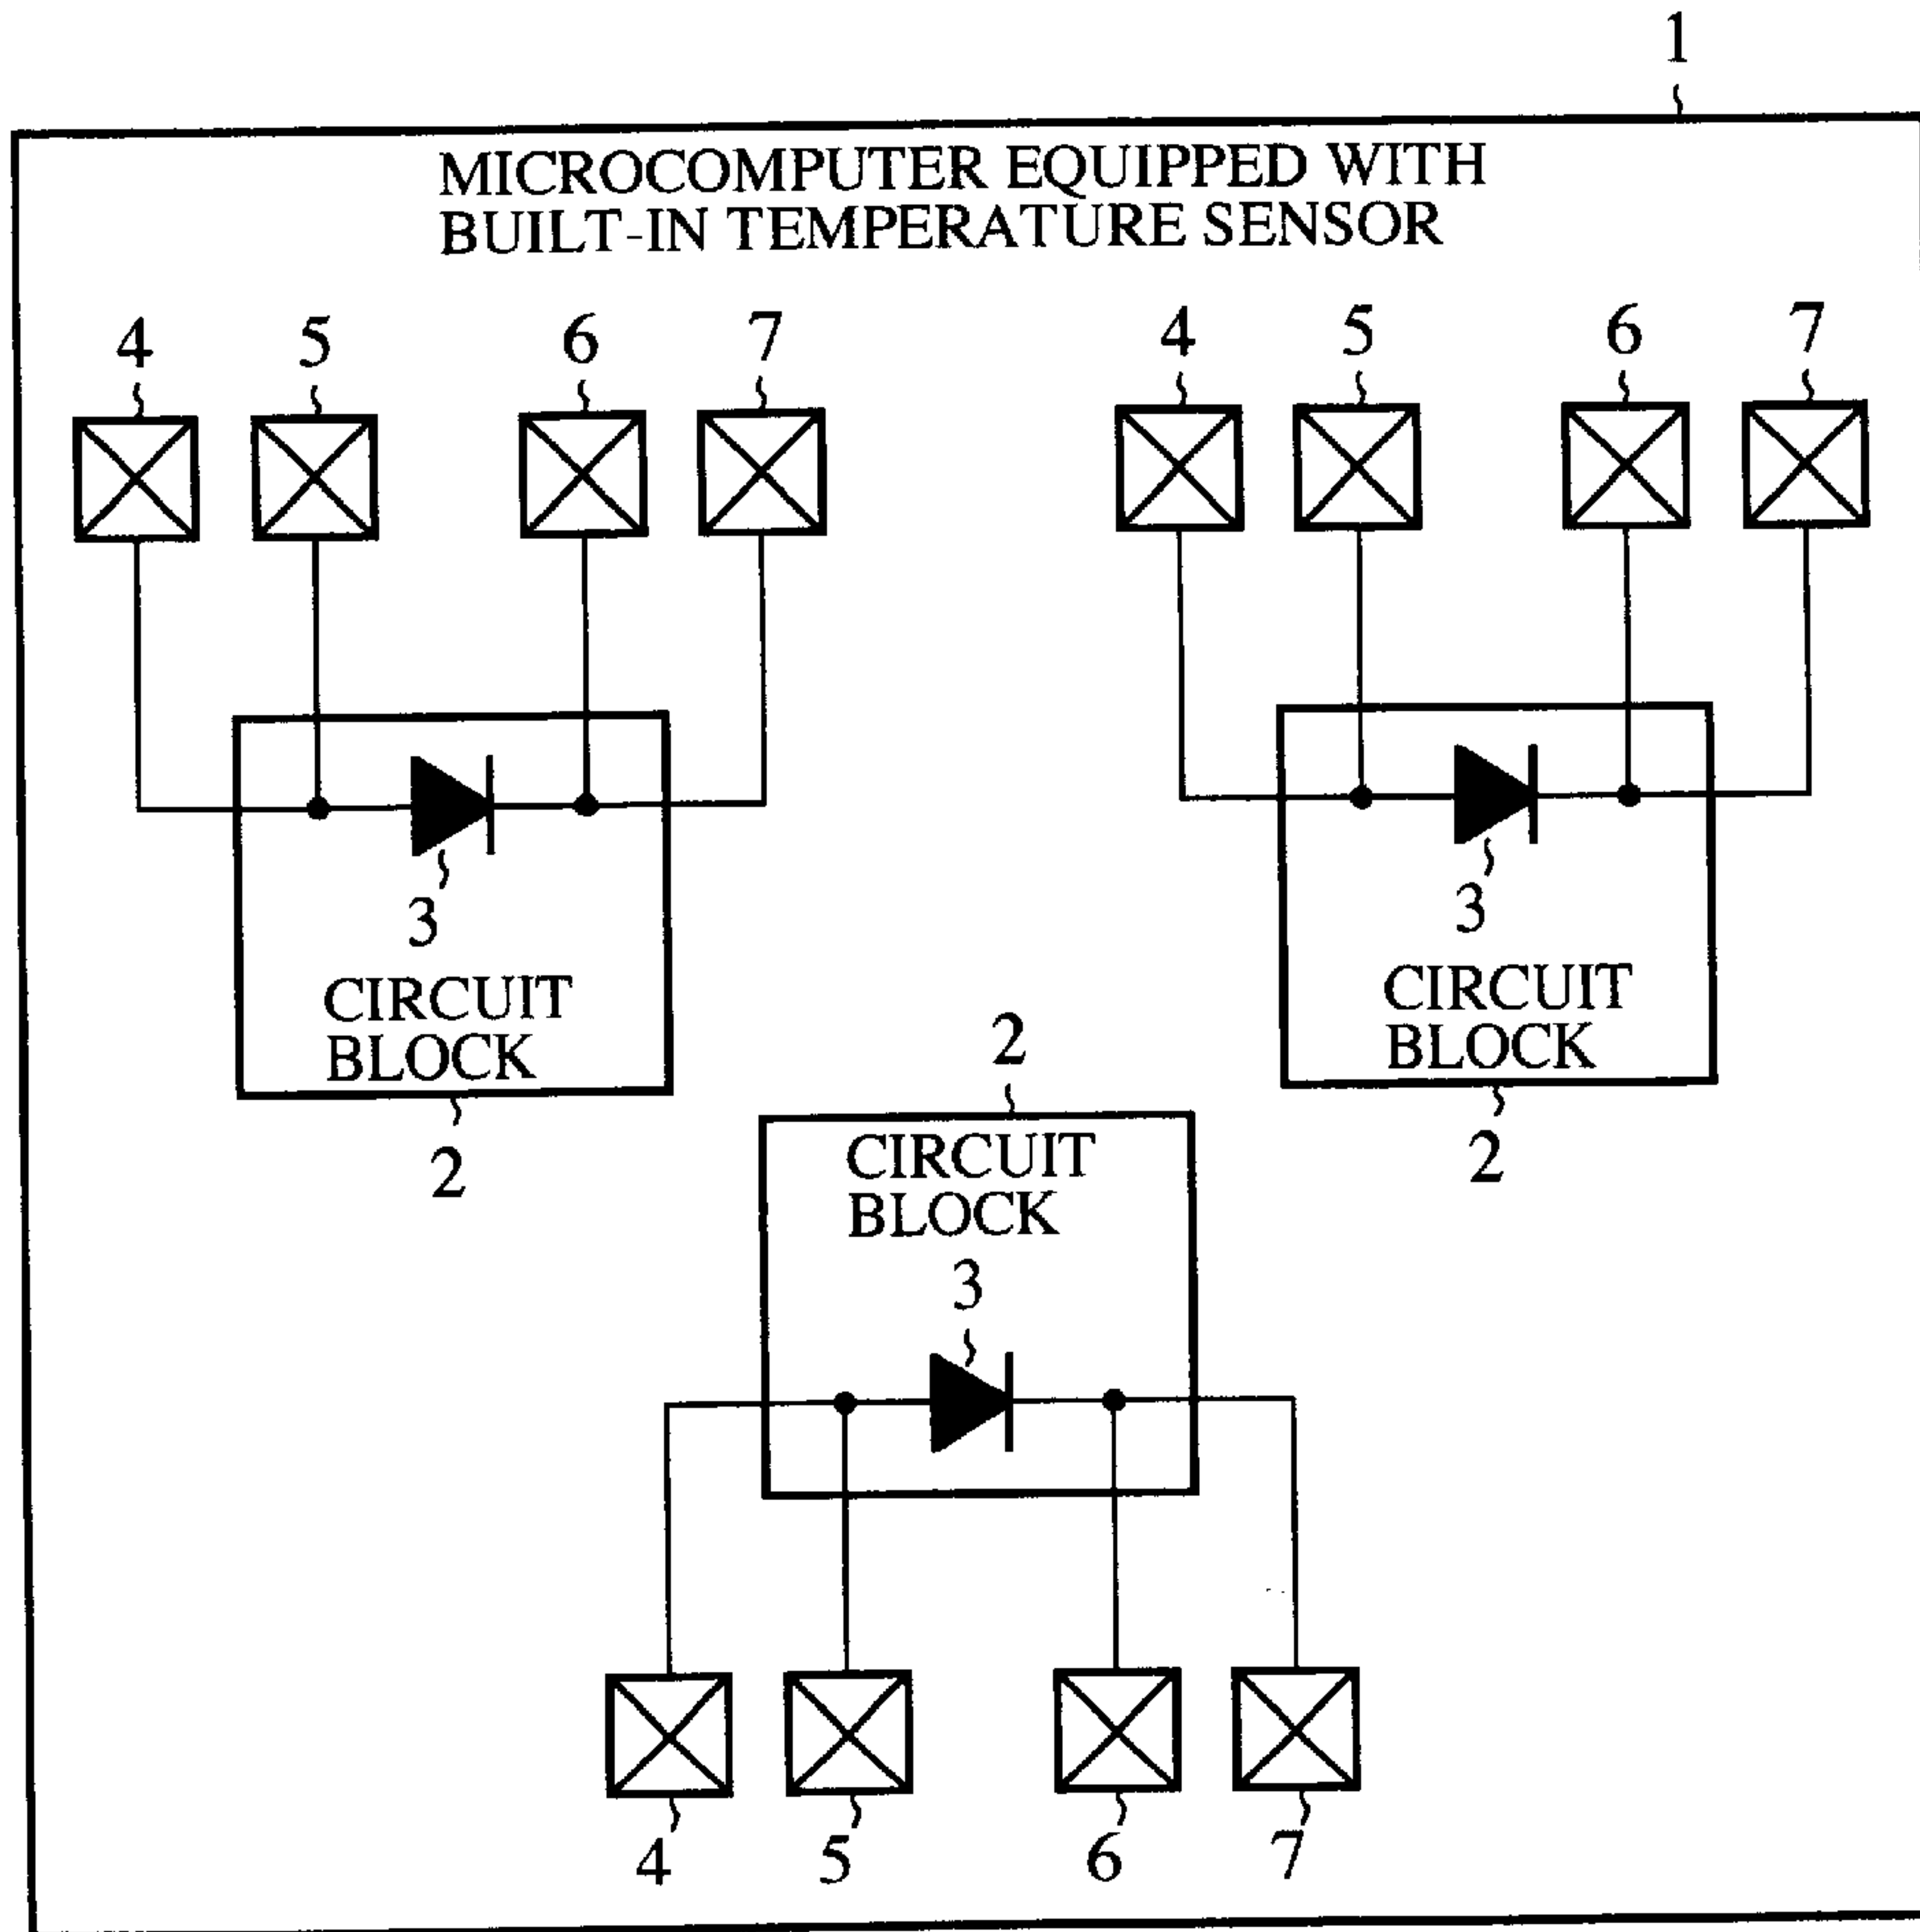 1
MICROCOMPUTER EQUIPPED WITH
BUILT-IN TEMPERATURE SENSOR
4 5 6 7 4 5 6 7
3
CIRCUIT
BLOCK
2
3
CIRCUIT
BLOCK
2
2
CIRCUIT
BLOCK
3
4 5 6 7